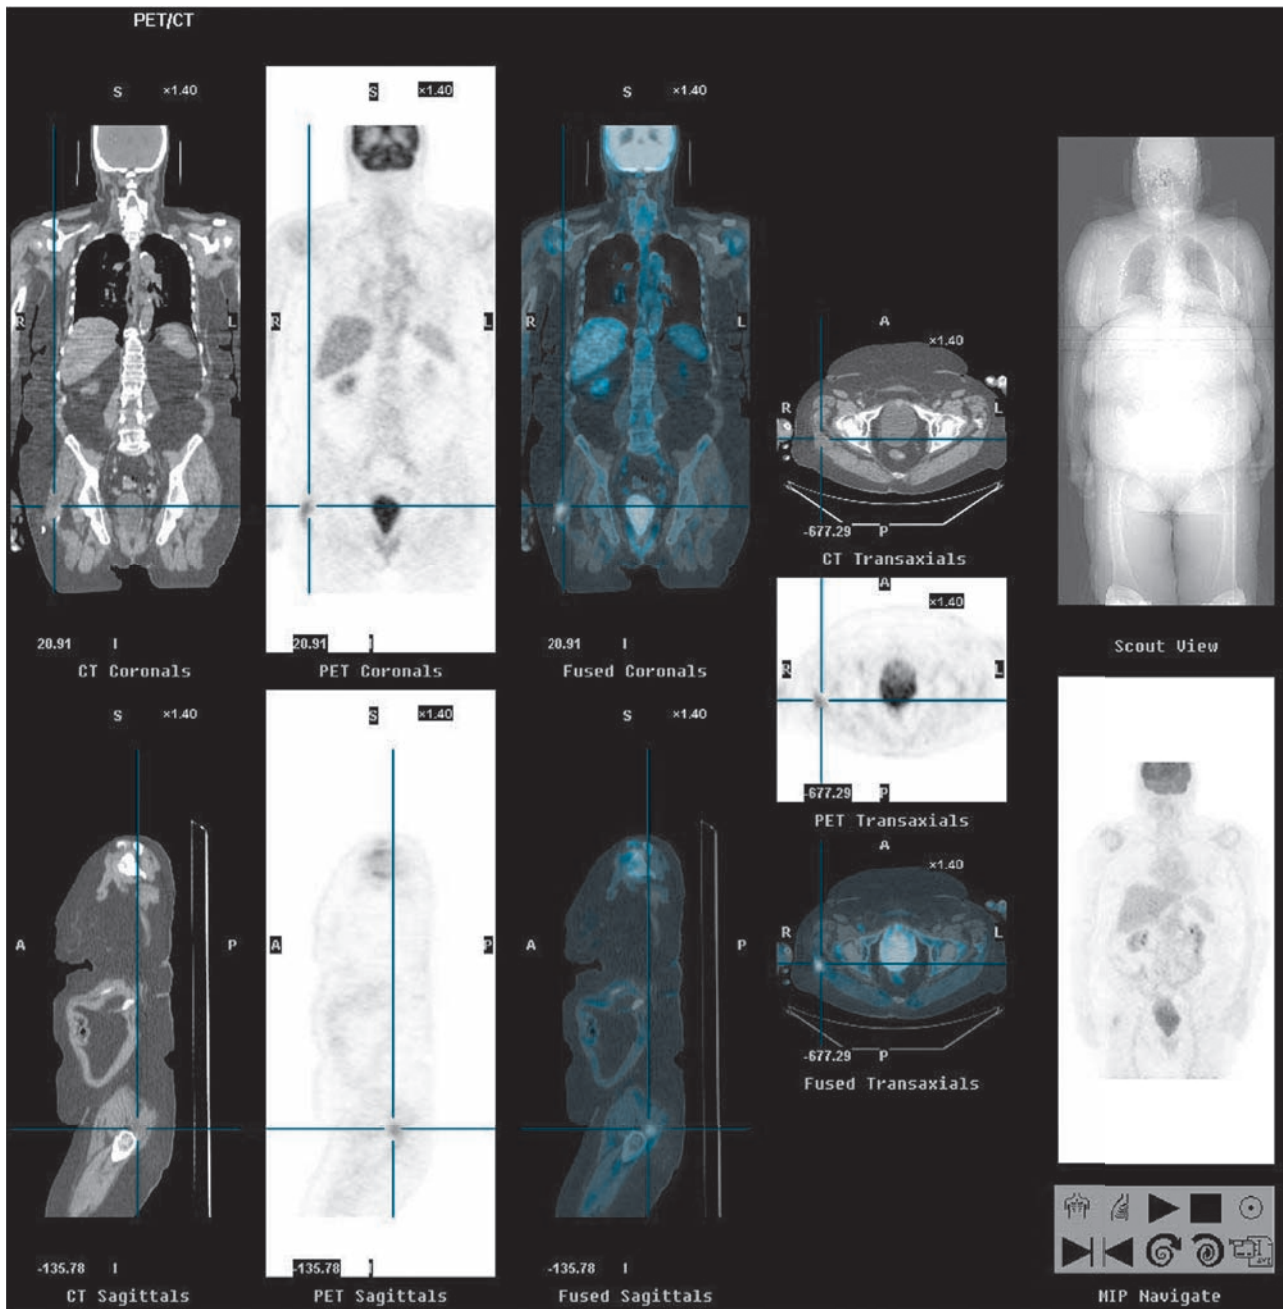 PET/CT
S ×1.40
S ×1.40
S ×1.40
R L
R L
20.91 I
CT Coronals
20.91 I
PET Coronals
20.91 I
Fused Coronals
A
×1.40
R L
-677.29 P
CT Transaxials
A
×1.40
R L
-677.29 P
PET Transaxials
A
×1.40
R L
-677.29 P
Fused Transaxials
Scout View
S ×1.40
S ×1.40
S ×1.40
A P
A P
A P
-135.78 I
CT Sagittals
-135.78 I
PET Sagittals
-135.78 I
Fused Sagittals
MIP Navigate